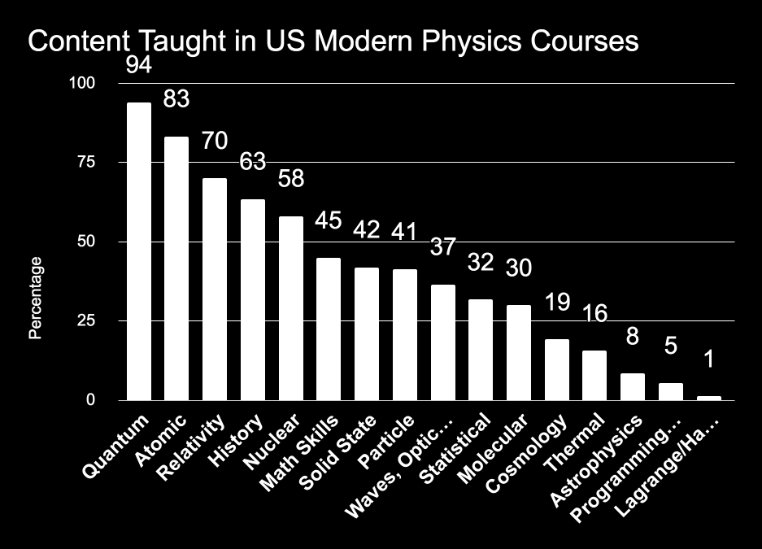 Content Taught in US Modern Physics Courses
Percentage
100
75
50
25
0
94
83
70
63
58
45
42
41
37
32
30
19
16
8
5
1
Quantum
Atomic
Relativity
History
Nuclear
Math Skills
Solid State
Particle
Waves, Optic…
Statistical
Molecular
Cosmology
Thermal
Astrophysics
Programming…
Lagrange/Ha…